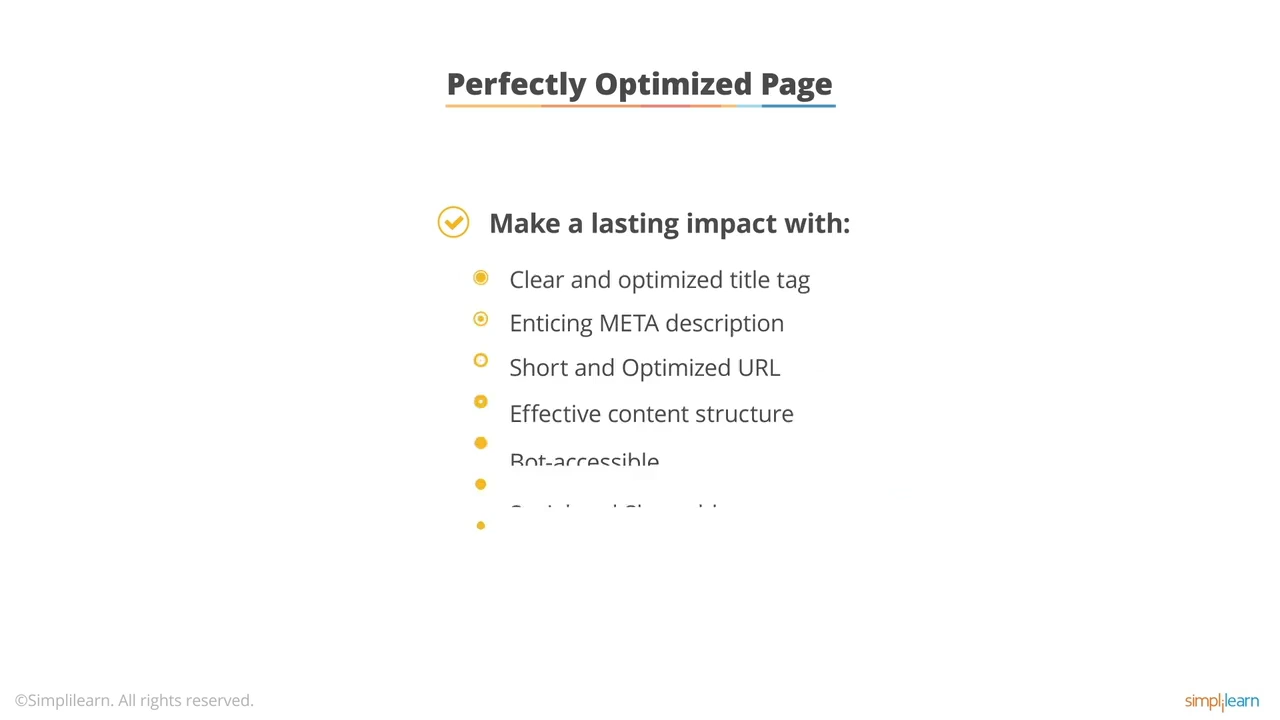 Perfectly Optimized Page
Make a lasting impact with:
Clear and optimized title tag
Enticing META description
Short and Optimized URL
Effective content structure
Bot-accessible
©Simplilearn. All rights reserved.
simplilearn